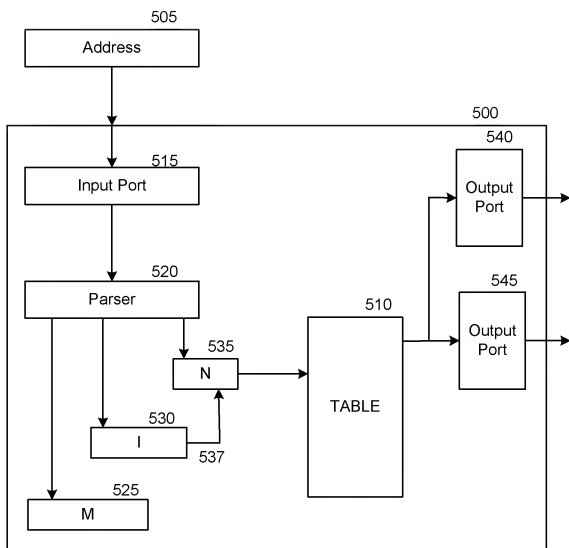 505
Address
500
540
515
Input Port
Output
Port
520
Parser
545
510
Output
Port
535
N
TABLE
530
I
537
525
M